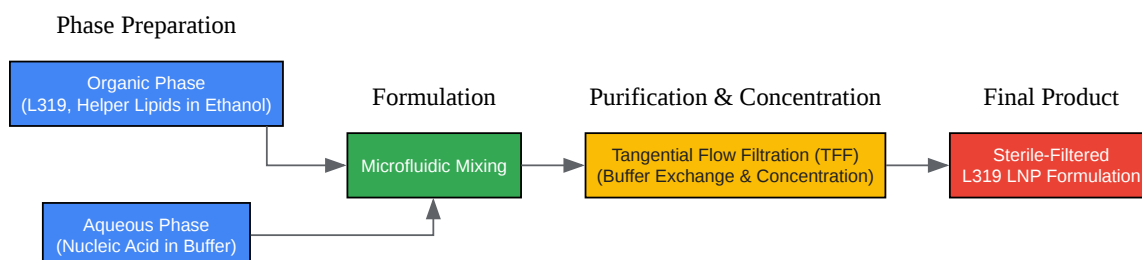 Phase Preparation
Organic Phase
(L319, Helper Lipids in Ethanol)
Aqueous Phase
(Nucleic Acid in Buffer)
Formulation
Microfluidic Mixing
Purification & Concentration
Tangential Flow Filtration (TFF)
(Buffer Exchange & Concentration)
Final Product
Sterile-Filtered
L319 LNP Formulation